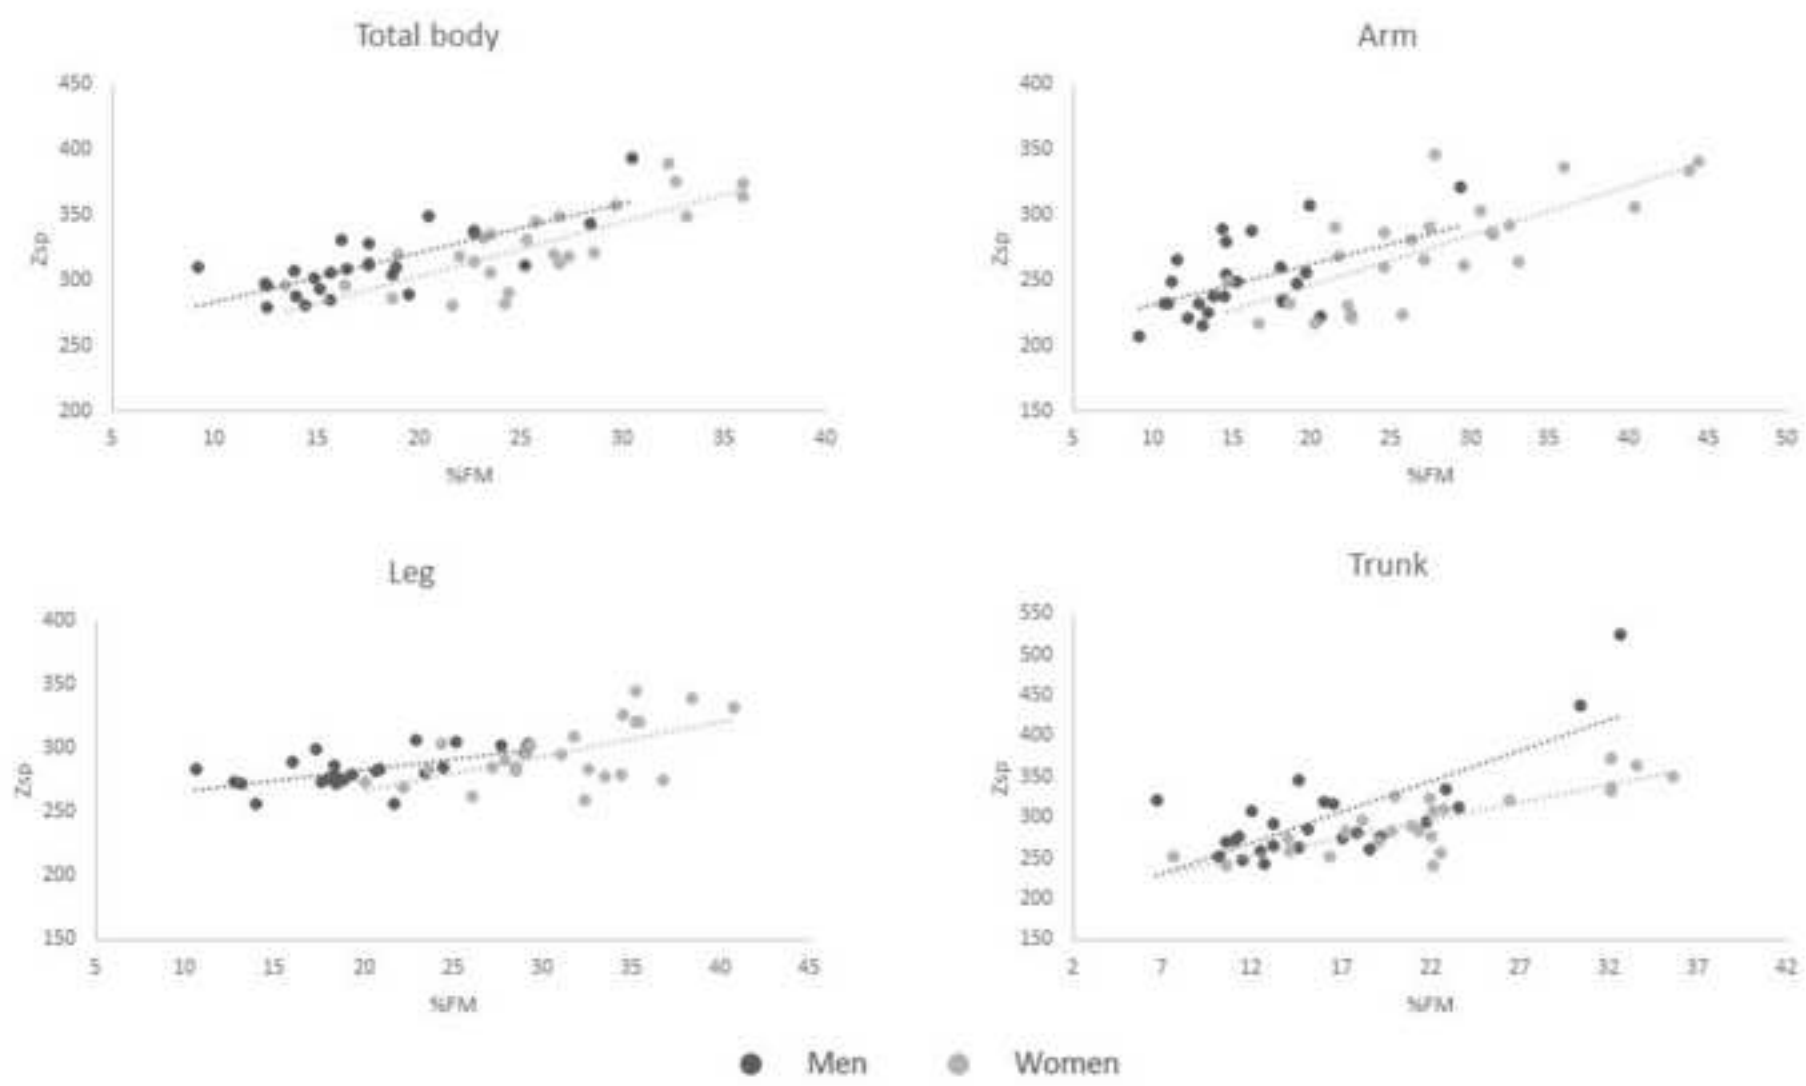 Total body
450
400
350
300
250
200
Zsp
5 10 15 20 25 30 35 40
%FM
Arm
400
350
300
250
200
150
Zsp
5 10 15 20 25 30 35 40 45 50
%FM
Leg
400
350
300
250
200
150
Zsp
5 10 15 20 25 30 35 40 45
%FM
Trunk
550
500
450
400
350
300
250
200
150
Zsp
2 7 12 17 22 27 32 37 42
%FM
Men Women